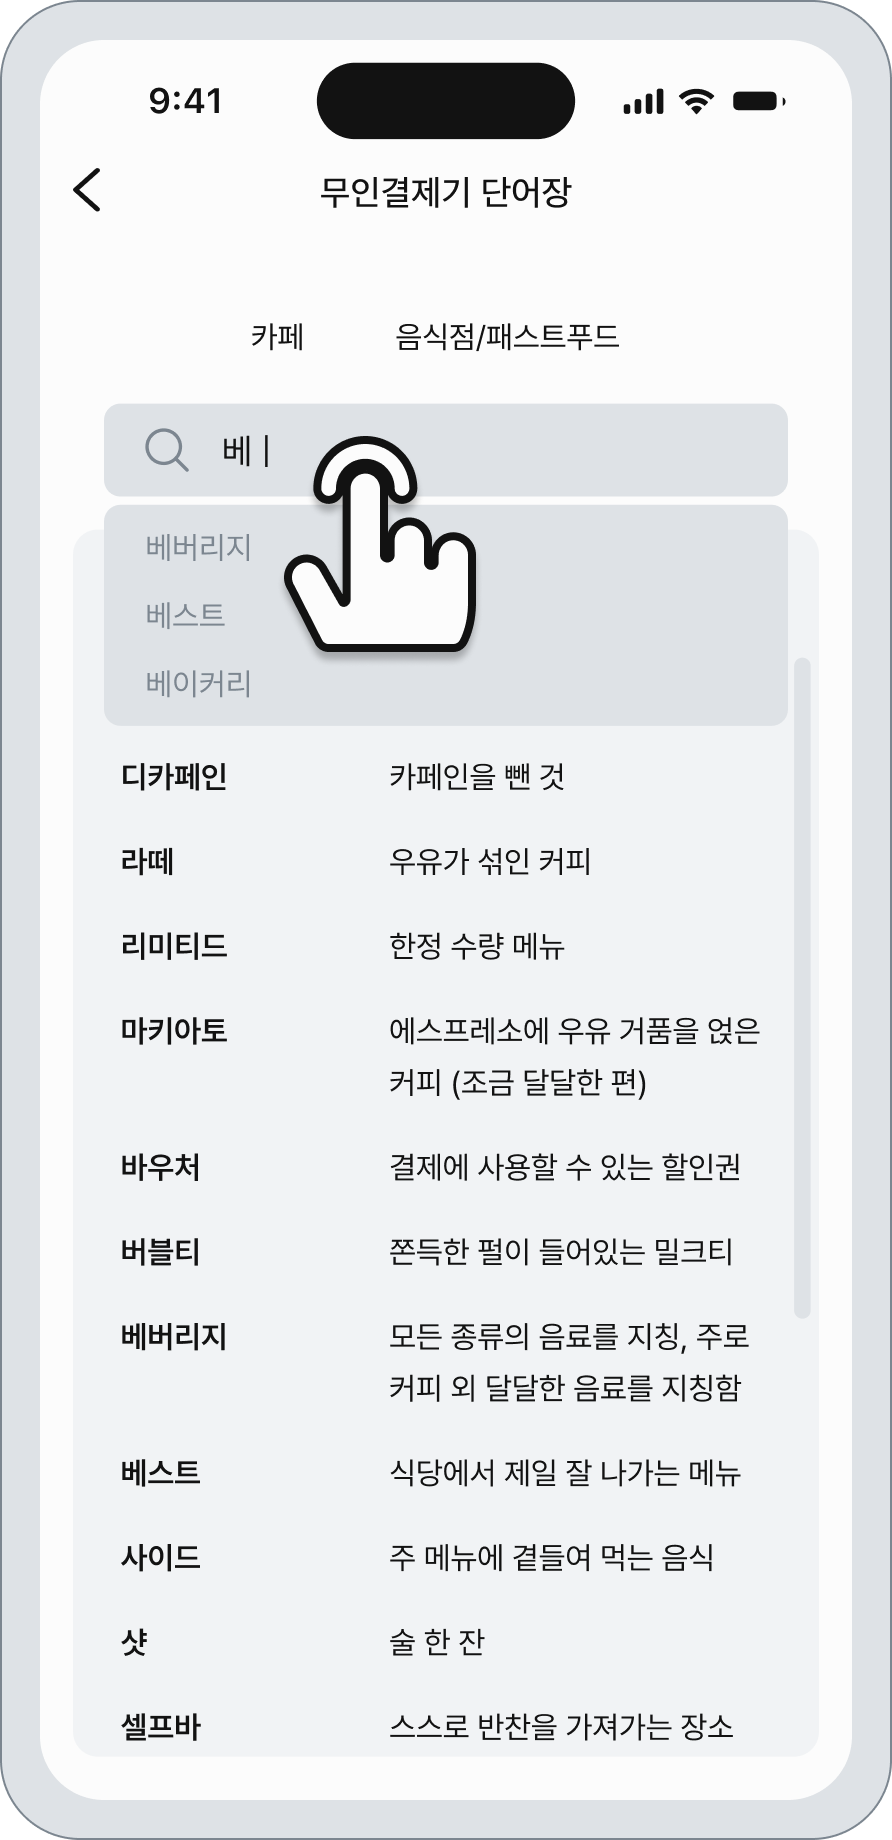 9:41
무인결제기 단어장
카페 음식점/패스트푸드
베 |
베버리지
베스트
베이커리
디카페인 카페인을 뺀 것
라떼 우유가 섞인 커피
리미티드 한정 수량 메뉴
마키아토 에스프레소에 우유 거품을 얹은
커피 (조금 달달한 편)
바우처 결제에 사용할 수 있는 할인권
버블티 쫀득한 펄이 들어있는 밀크티
베버리지 모든 종류의 음료를 지칭, 주로
커피 외 달달한 음료를 지칭함
베스트 식당에서 제일 잘 나가는 메뉴
사이드 주 메뉴에 곁들여 먹는 음식
샷 술 한 잔
셀프바 스스로 반찬을 가져가는 장소